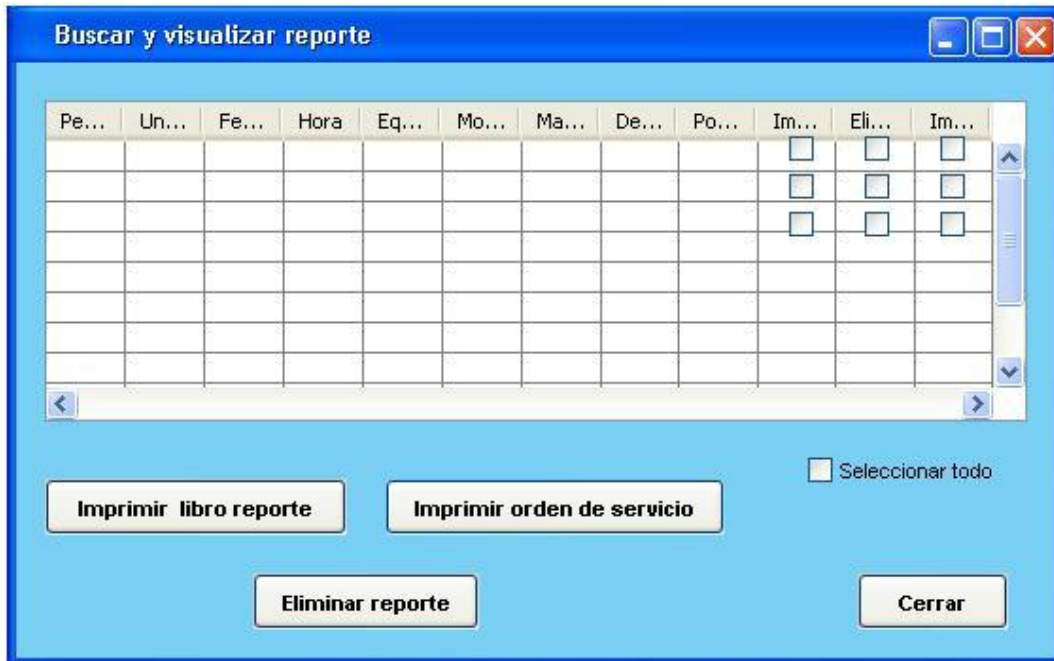 Buscar y visualizar reporte
Pe... Un... Fe... Hora Eq... Mo... Ma... De... Po... Im... Eli... Im...
Seleccionar todo
Imprimir libro reporte Imprimir orden de servicio
Eliminar reporte Cerrar